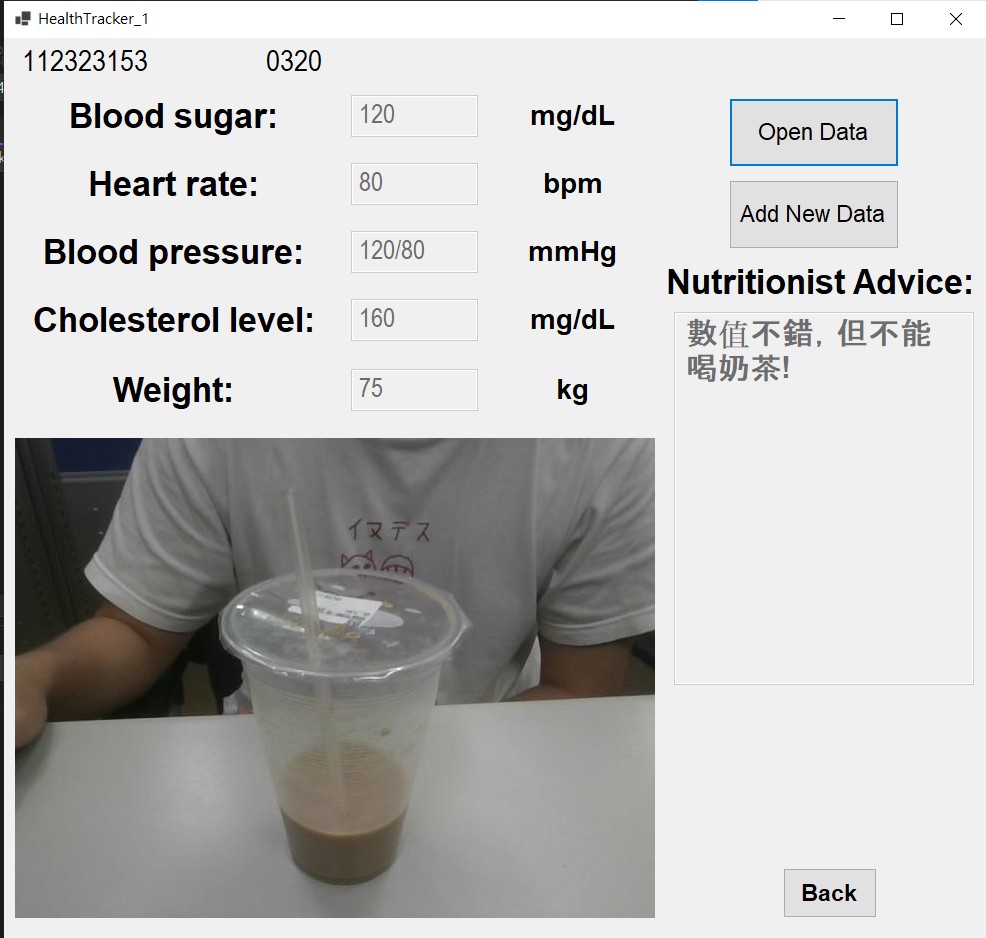 HealthTracker_1
112323153 0320
Blood sugar: 120 mg/dL
Open Data
Heart rate: 80 bpm
Add New Data
Blood pressure: 120/80 mmHg
Nutritionist Advice:
Cholesterol level: 160 mg/dL
數值不錯, 但不能
喝奶茶!
Weight: 75 kg
イヌデス
Back